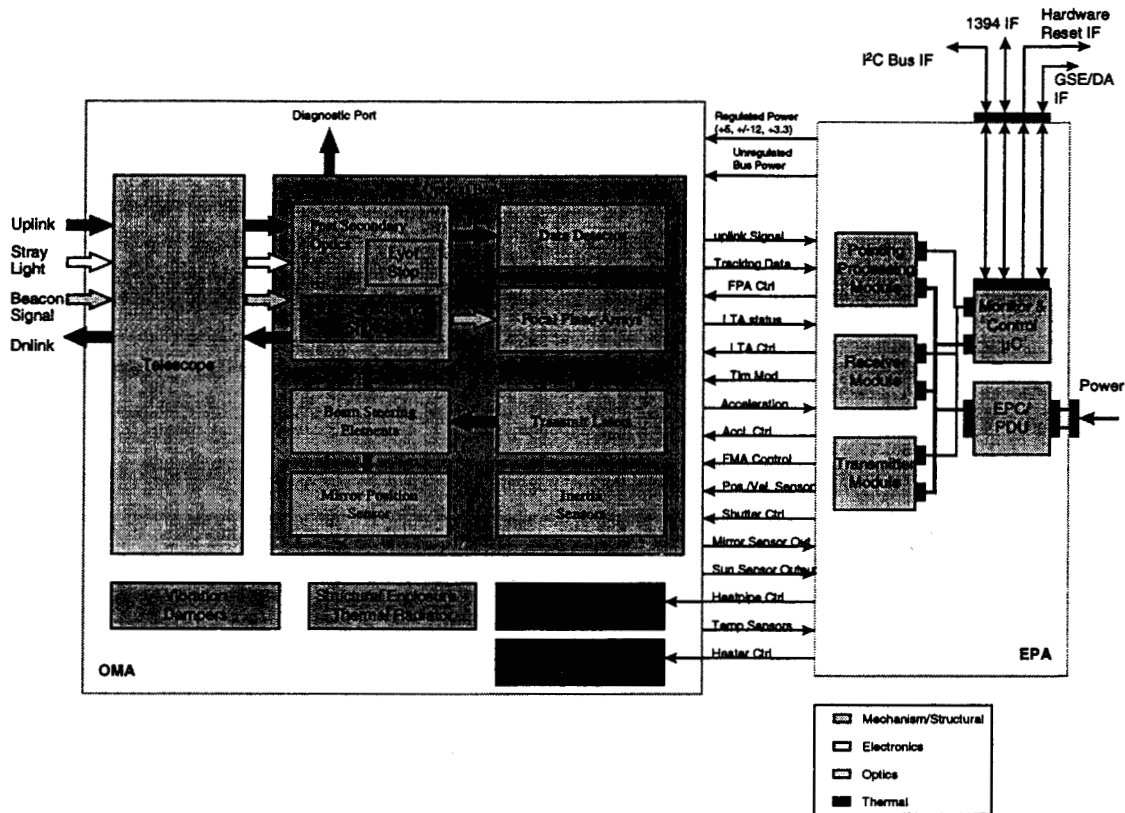 1394 IF
Hardware
Reset IF
I²C Bus IF
GSE/DA
IF
Diagnostic Port
Regulated Power
(+5, +/-12, +3.3)
Unregulated
Bus Power
Uplink
Stray
Light
Beacon
Signal
Dnlink
Telescope
Post Secondary
Optics
Lyot
Stop
Data Detector
Focal Plane Arrays
Beam Steering
Elements
Transmit Lasers
Mirror Position
Sensor
Inertia
Sensors
Vibration
Dampers
Structural Enclosure
Thermal Radiator
OMA
uplink Signal
Tracking Data
FPA Ctrl
LTA status
LTA Ctrl
Tlm Mod
Acceleration
Accl. Ctrl
FMA Control
Pos./Vel. Sensor
Shutter Ctrl
Mirror Sensor Out
Sun Sensor Output
Heatpipe Ctrl
Temp Sensors
Heater Ctrl
Pointing
Processing
Module
Receiver
Module
Transmitter
Module
Monitor &
Control
µC
EPC/
PDU
Power
EPA
Mechanism/Structural
Electronics
Optics
Thermal